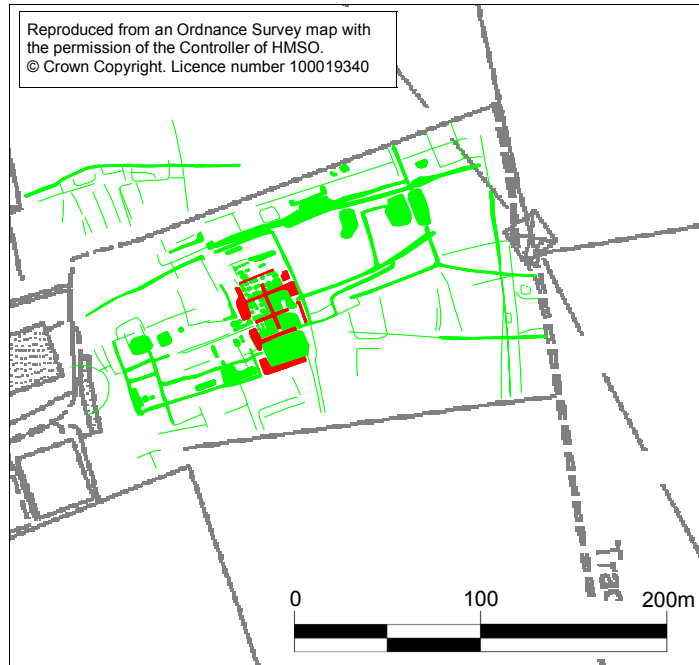 Reproduced from an Ordnance Survey map with
the permission of the Controller of HMSO.
© Crown Copyright. Licence number 100019340
Trac
0 100 200m